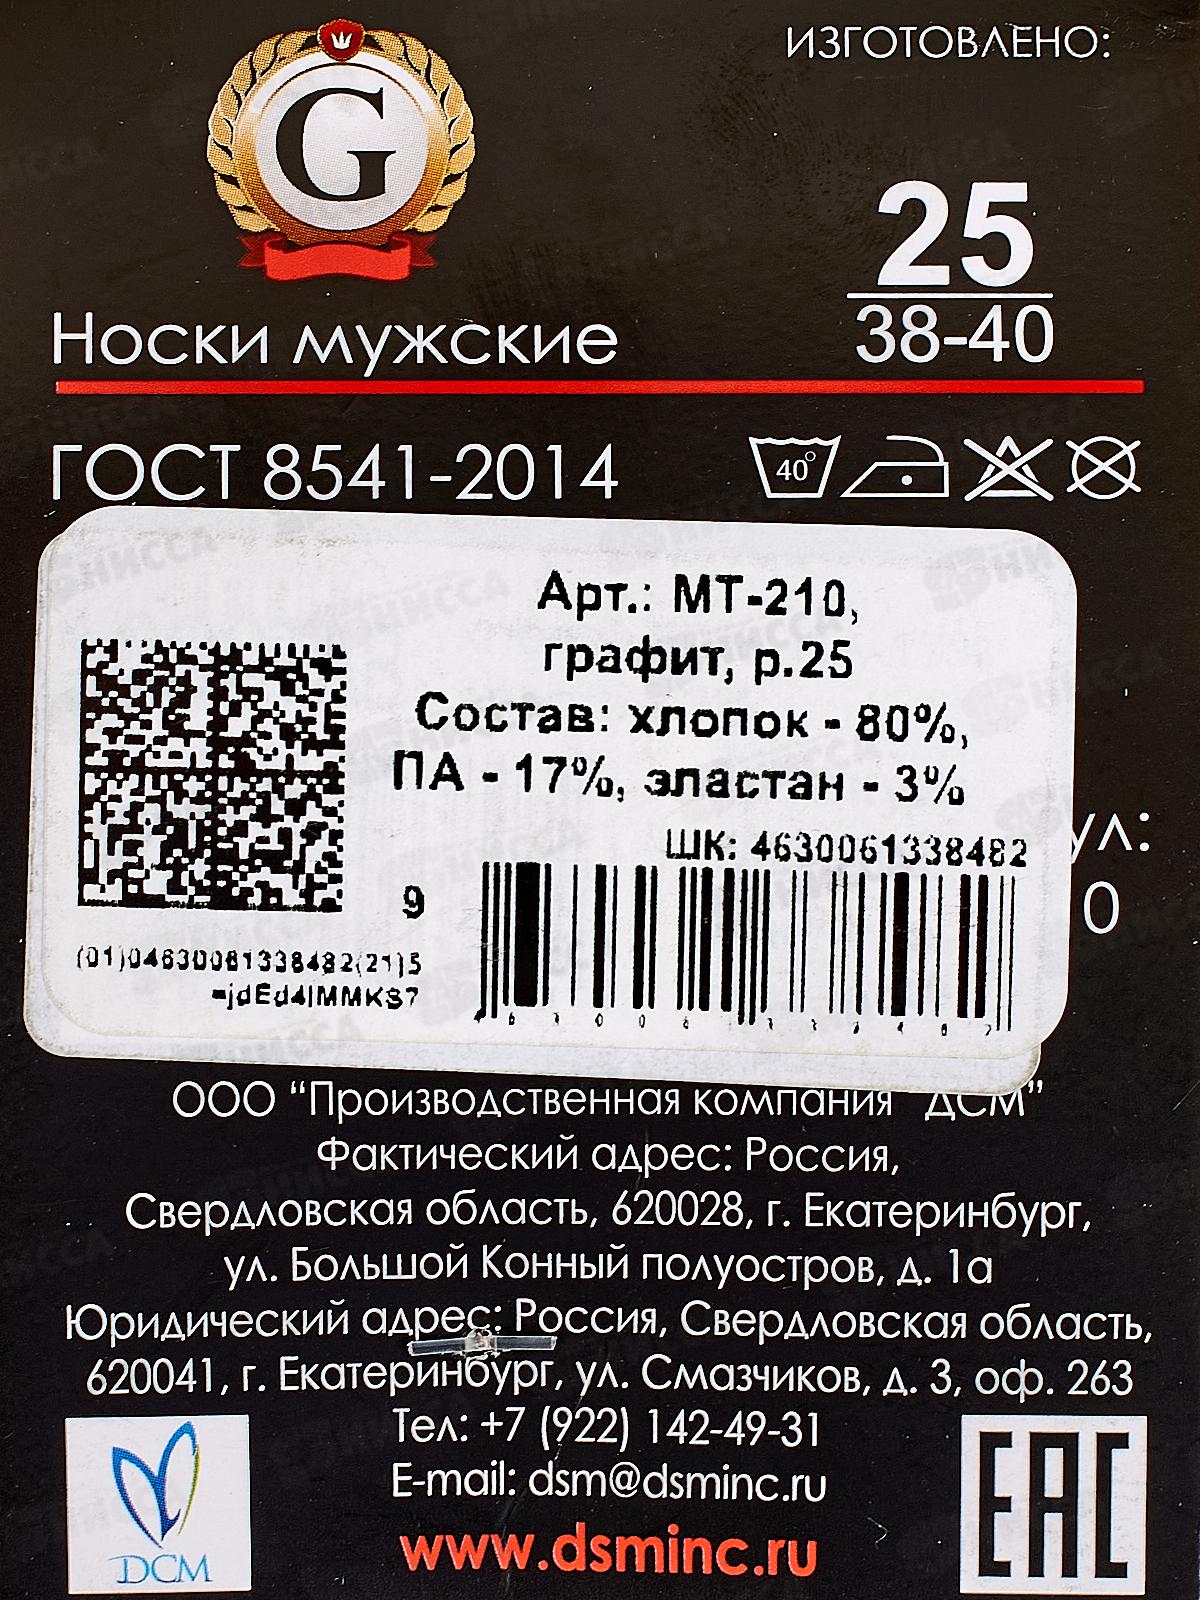 G
ИЗГОТОВЛЕНО:
25
38-40
Носки мужские
ГОСТ 8541-2014
40°
Арт.: МТ-210,
графит, р.25
Состав: хлопок - 80%,
ПА - 17%, эластан - 3%
ШК: 4630061338482
9
(01)04630061338482(21)5
=jdEd4IMMKS7
ул:
0
ООО “Производственная компания “ДСМ”
Фактический адрес: Россия,
Свердловская область, 620028, г. Екатеринбург,
ул. Большой Конный полуостров, д. 1а
Юридический адрес: Россия, Свердловская область,
620041, г. Екатеринбург, ул. Смазчиков, д. 3, оф. 263
Тел: +7 (922) 142-49-31
E-mail: dsm@dsminc.ru
www.dsminc.ru
DCM
EAC